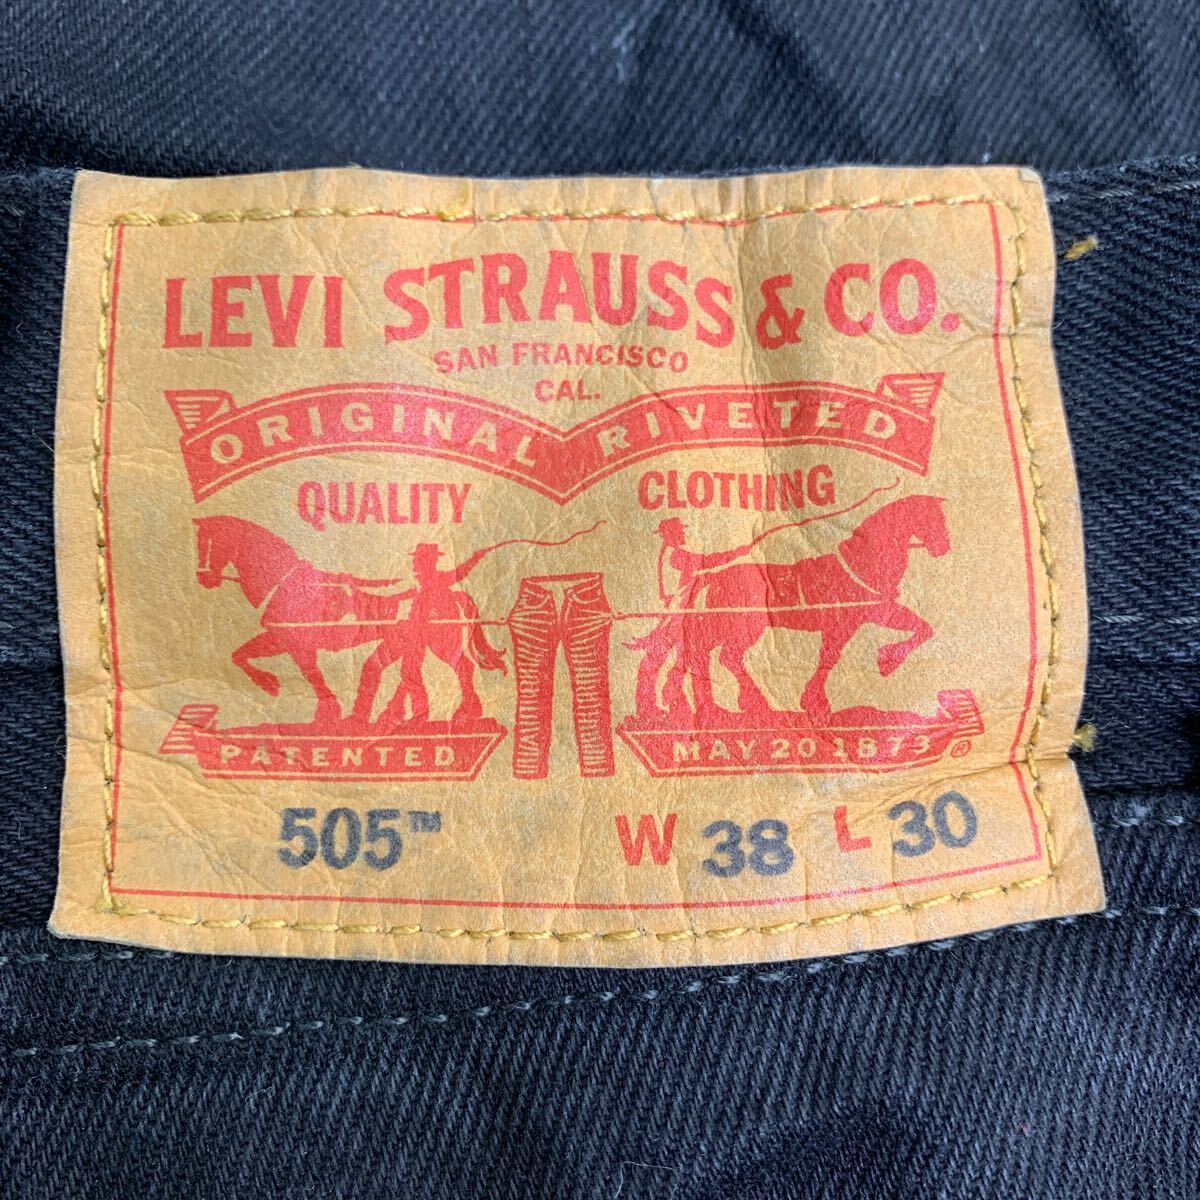 LEVI STRAUSS & CO.
SAN FRANCISCO
CAL.
ORIGINAL RIVETED
QUALITY CLOTHING
PATENTED MAY 20 1873 ®
505™ W 38 L 30